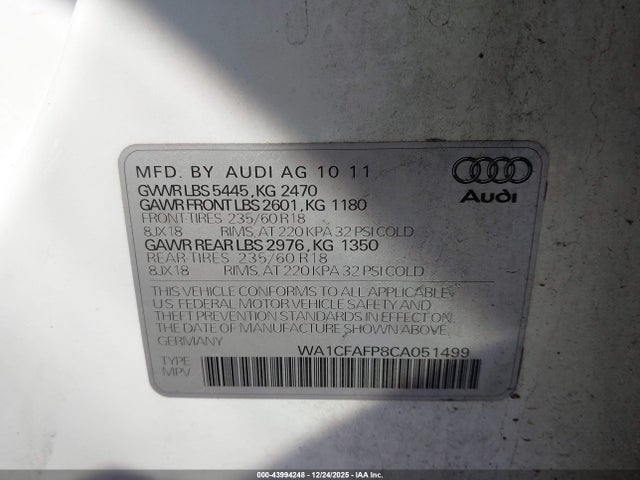 MFD. BY AUDI AG 10 11
GVWR LBS 5445, KG 2470
GAWR FRONT LBS 2601, KG 1180
FRONT-TIRES 235/60 R18
8JX18 RIMS, AT 220 KPA 32 PSI COLD
GAWR REAR LBS 2976, KG 1350
REAR-TIRES 235/60 R18
8JX18 RIMS, AT 220 KPA 32 PSI COLD
Audi
THIS VEHICLE CONFORMS TO ALL APPLICABLE
U.S. FEDERAL MOTOR VEHICLE SAFETY AND
THEFT PREVENTION STANDARDS IN EFFECT ON
THE DATE OF MANUFACTURE SHOWN ABOVE.
GERMANY
WA1CFAFP8CA051499
TYPE
MPV
000-43994248 - 12/24/2025 - IAA Inc.